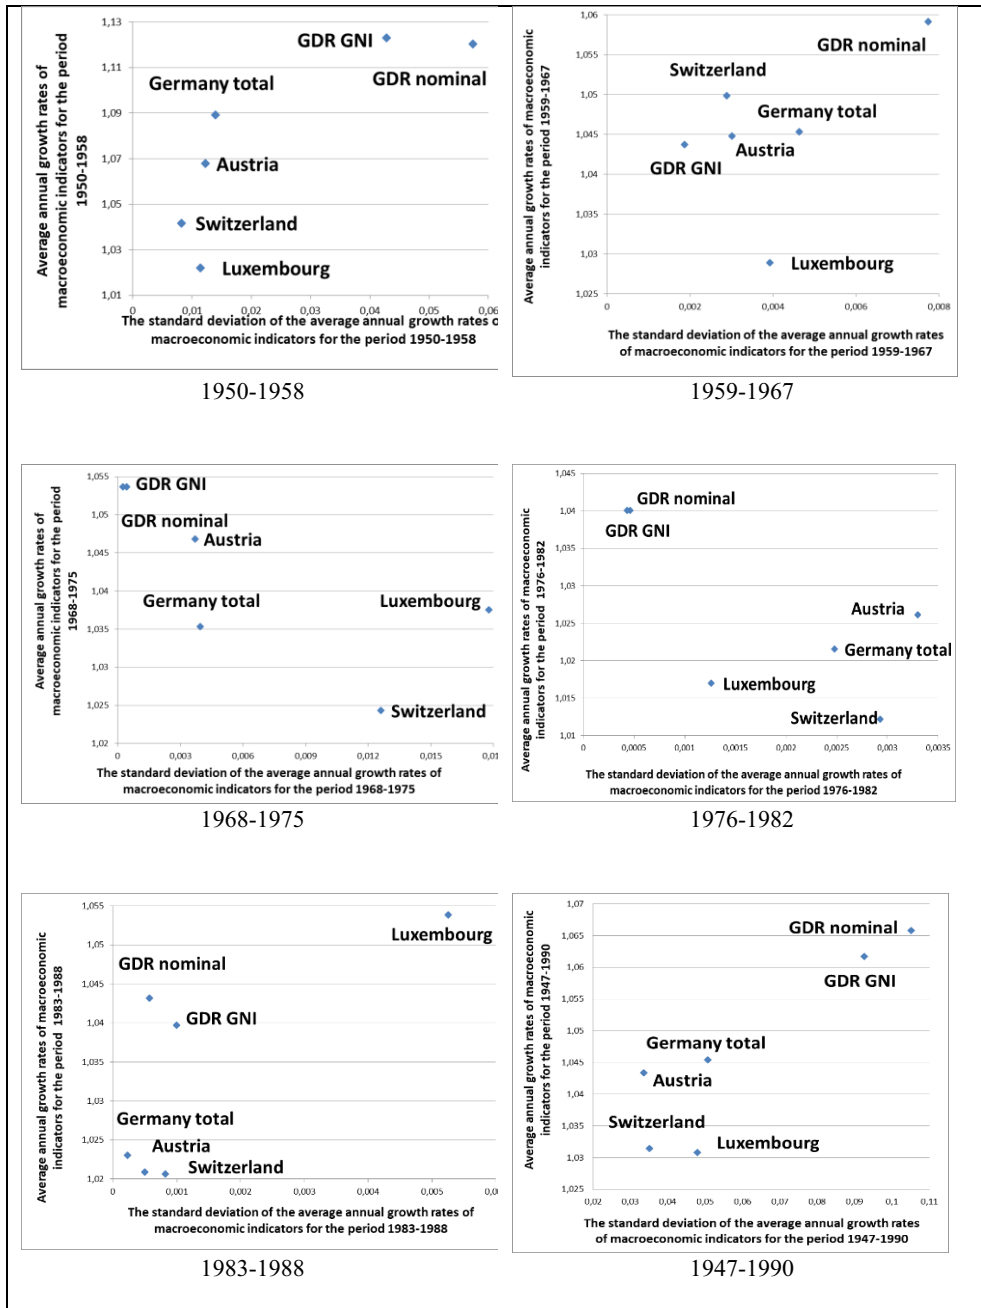 Average annual growth rates of
macroeconomic indicators for the period
1950-1958
1,13
1,11
1,09
1,07
1,05
1,03
1,01
GDR GNI
GDR nominal
Germany total
Austria
Switzerland
Luxembourg
0
0,01
0,02
0,03
0,04
0,05
0,06
The standard deviation of the average annual growth rates o
macroeconomic indicators for the period 1950-1958
1950-1958
Average annual growth rates of macroeconomic
indicators for the period 1959-1967
1,06
1,055
1,05
1,045
1,04
1,03
1,025
GDR nominal
Switzerland
Germany total
Austria
GDR GNI
Luxembourg
0
0,002
0,004
0,006
0,008
The standard deviation of the average annual growth rates
of macroeconomic indicators for the period 1959-1967
1959-1967
Average annual growth rates of
macroeconomic indicators for the period
1968-1975
1,055
1,05
1,045
1,04
1,035
1,03
1,025
1,02
GDR GNI
GDR nominal
Austria
Germany total
Luxembourg
Switzerland
0
0,003
0,006
0,009
0,012
0,015
0,01
The standard deviation of the average annual growth rates of
macroeconomic indicators for the period 1968-1975
1968-1975
Average annual growth rates of macroeconomic
indicators for the period 1976-1982
1,045
1,04
1,035
1,03
1,025
1,02
1,015
1,01
GDR nominal
GDR GNI
Austria
Germany total
Luxembourg
Switzerland
0
0,0005
0,001
0,0015
0,002
0,0025
0,003
0,0035
The standard deviation of the average annual growth rates of
macroeconomic indicators for the period 1976-1982
1976-1982
Average annual growth rates of macroeconomic
indicators for the period 1983-1988
1,055
1,05
1,045
1,04
1,03
1,025
1,02
Luxembourg
GDR nominal
GDR GNI
Germany total
Austria
Switzerland
0
0,001
0,002
0,003
0,004
0,005
0,00
The standard deviation of the average annual growth rates of
macroeconomic indicators for the period 1983-1988
1983-1988
Average annual growth rates of macroeconomic
indicators for the period 1947-1990
1,07
1,065
1,06
1,055
1,05
1,045
1,04
1,035
1,03
1,025
GDR nominal
GDR GNI
Germany total
Austria
Switzerland
Luxembourg
0,02
0,03
0,04
0,05
0,06
0,07
0,08
0,09
0,1
0,11
The standard deviation of the average annual growth rates
of macroeconomic indicators for the period 1947-1990
1947-1990